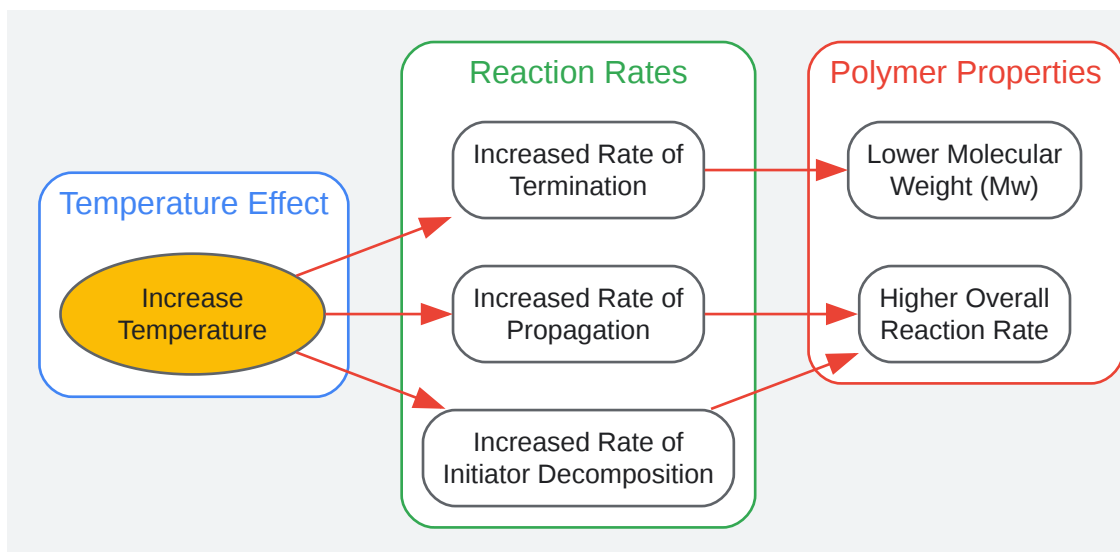 Temperature Effect
Increase
Temperature
Reaction Rates
Increased Rate of
Termination
Increased Rate of
Propagation
Increased Rate of
Initiator Decomposition
Polymer Properties
Lower Molecular
Weight (Mw)
Higher Overall
Reaction Rate